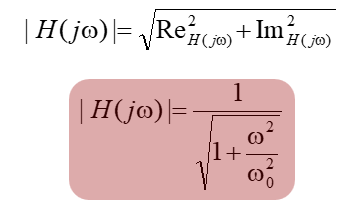 | H(jω)|=√(Re²_H(jω) + Im²_H(jω))
| H(jω)|= 1/√(1+ω²/ω₀²)